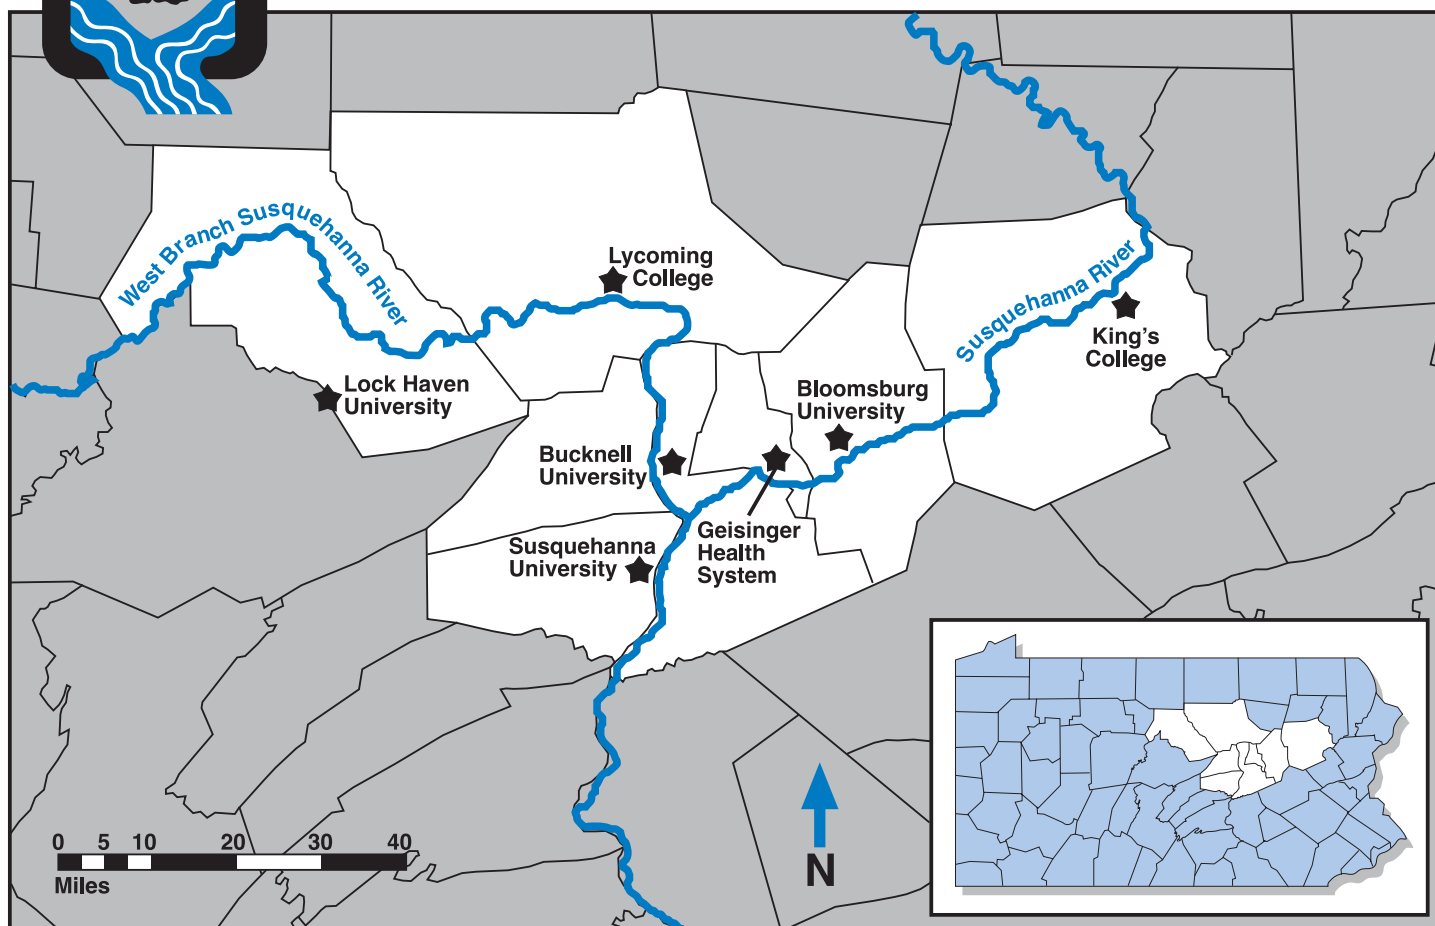 West Branch Susquehanna River
Lycoming
College
Susquehanna River
King's
College
Lock Haven
University
Bloomsburg
University
Bucknell
University
Geisinger
Health
System
Susquehanna
University
0 5 10 20 30 40
Miles
N